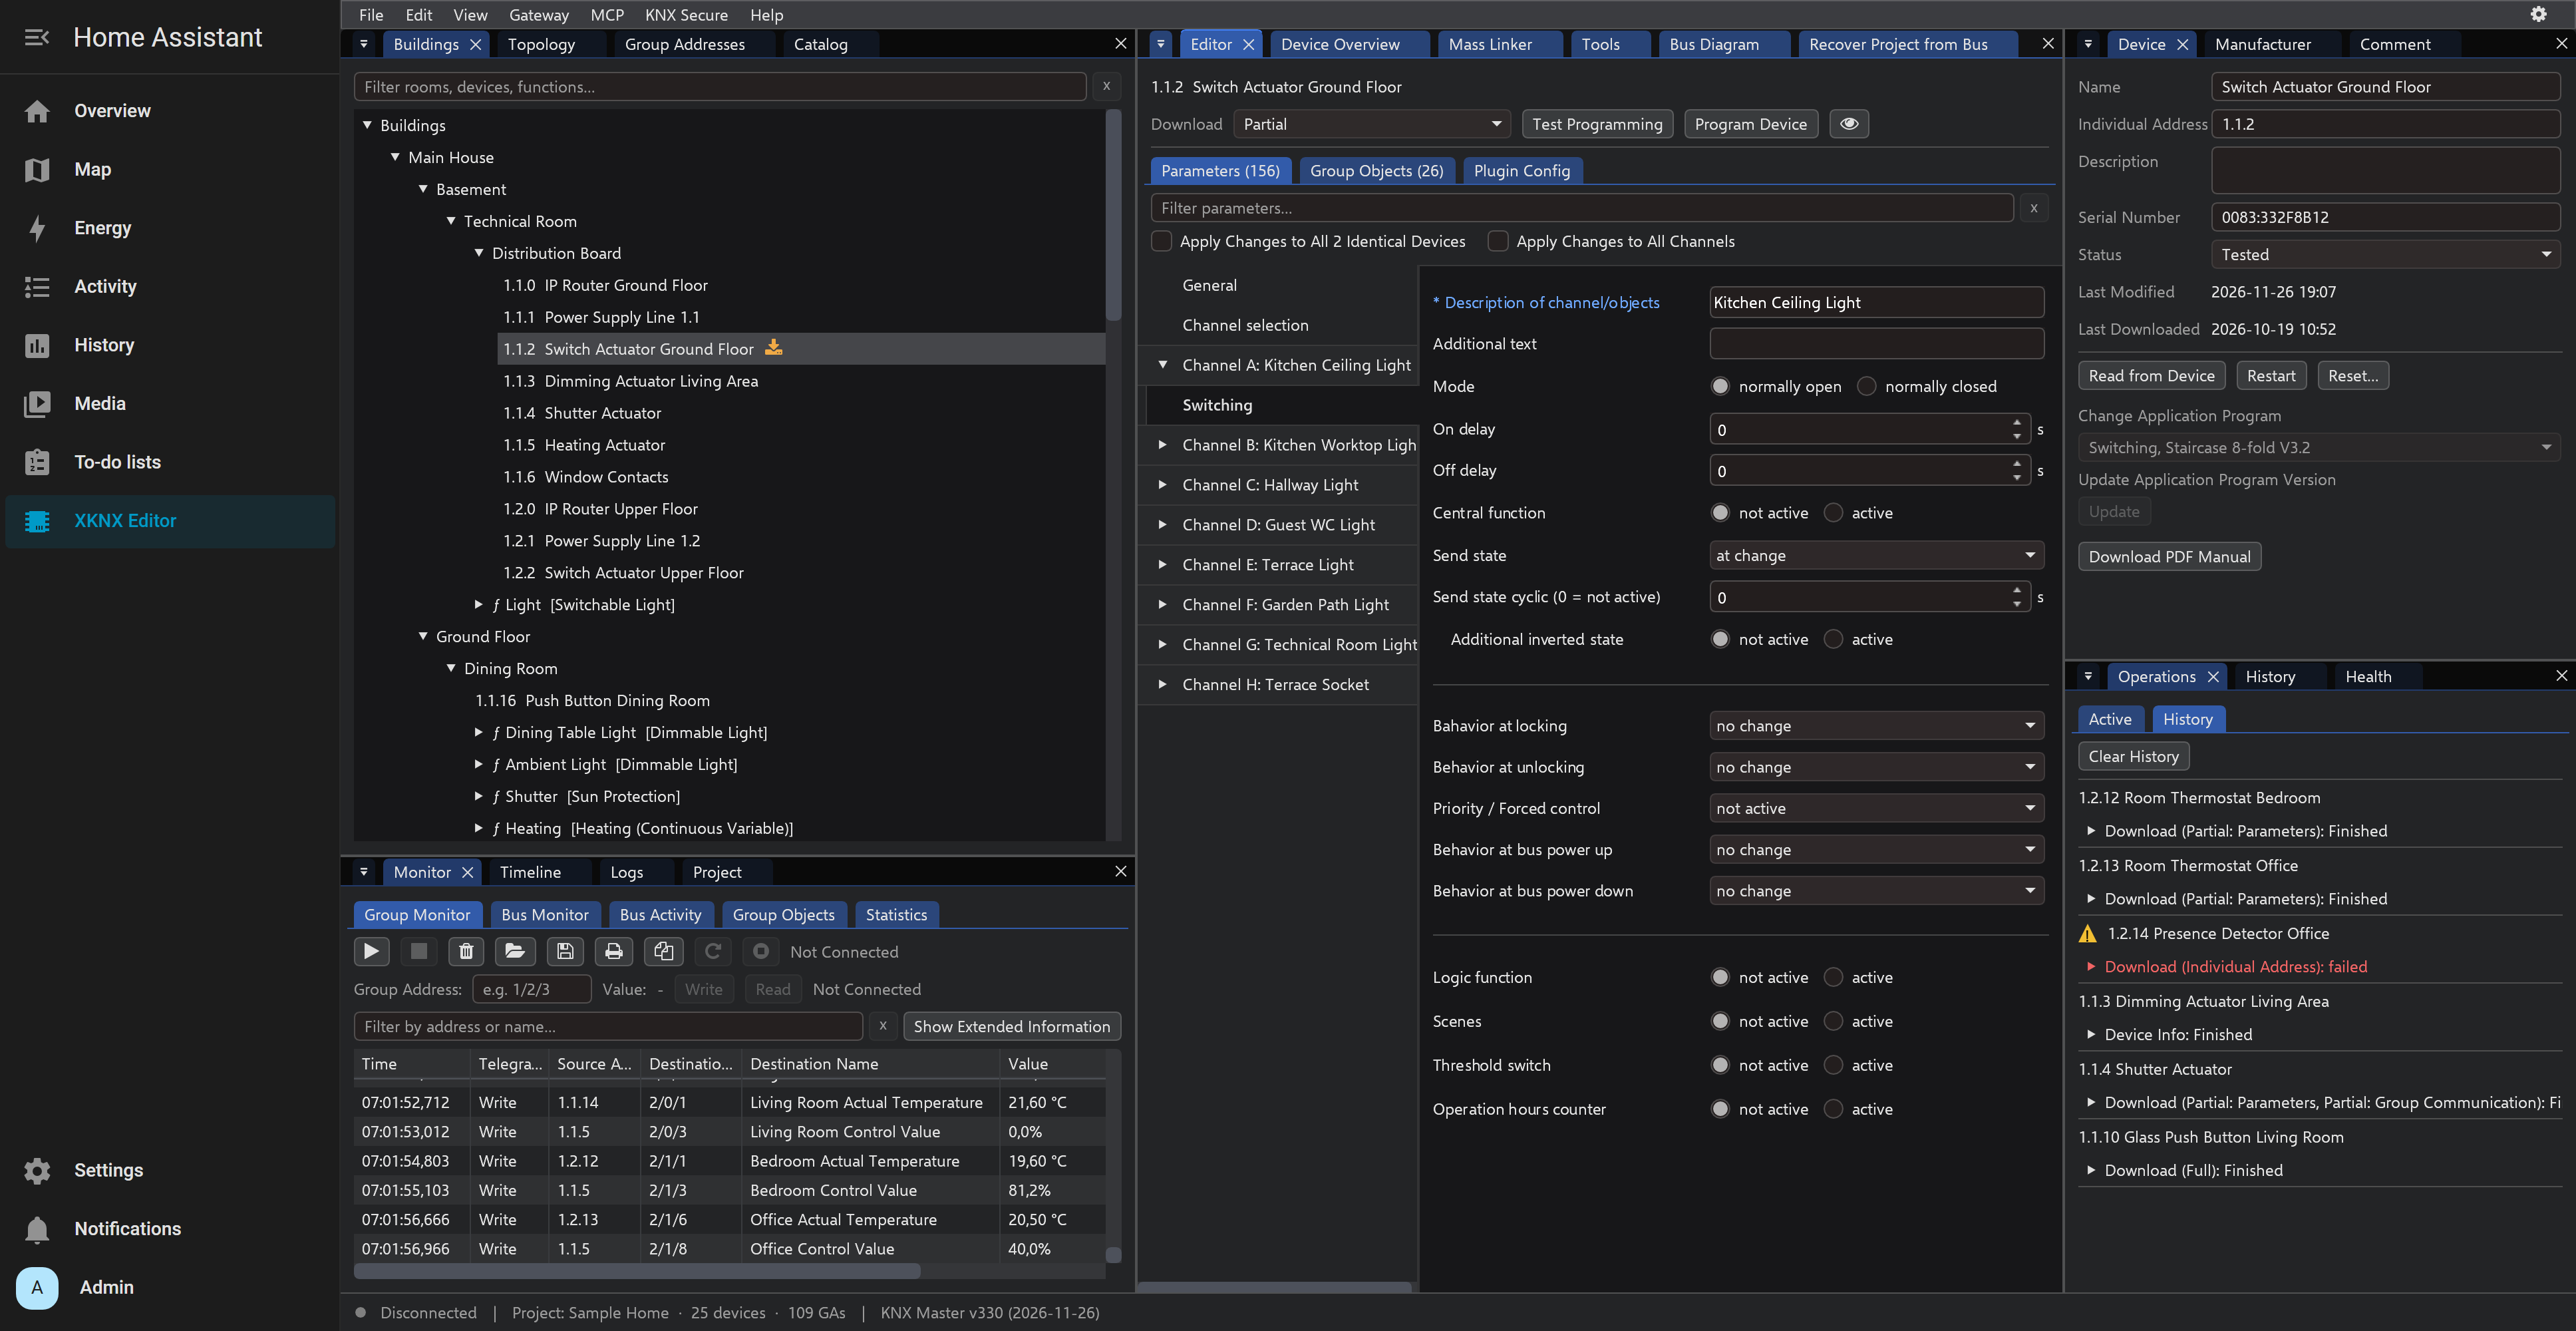 Home Assistant
Overview
Map
Energy
Activity
History
Media
To-do lists
XKNX Editor
Settings
Notifications
A Admin
File Edit View Gateway MCP KNX Secure Help
Buildings Topology Group Addresses Catalog
Filter rooms, devices, functions... x
Buildings
Main House
Basement
Technical Room
Distribution Board
1.1.0 IP Router Ground Floor
1.1.1 Power Supply Line 1.1
1.1.2 Switch Actuator Ground Floor
1.1.3 Dimming Actuator Living Area
1.1.4 Shutter Actuator
1.1.5 Heating Actuator
1.1.6 Window Contacts
1.2.0 IP Router Upper Floor
1.2.1 Power Supply Line 1.2
1.2.2 Switch Actuator Upper Floor
ƒ Light [Switchable Light]
Ground Floor
Dining Room
1.1.16 Push Button Dining Room
ƒ Dining Table Light [Dimmable Light]
ƒ Ambient Light [Dimmable Light]
ƒ Shutter [Sun Protection]
ƒ Heating [Heating (Continuous Variable)]
Monitor Timeline Logs Project
Group Monitor Bus Monitor Bus Activity Group Objects Statistics
Not Connected
Group Address: e.g. 1/2/3 Value: - Write Read Not Connected
Filter by address or name... x Show Extended Information
Time Telegra... Source A... Destinatio... Destination Name Value
07:01:52,712 Write 1.1.14 2/0/1 Living Room Actual Temperature 21,60 °C
07:01:53,012 Write 1.1.5 2/0/3 Living Room Control Value 0,0%
07:01:54,803 Write 1.2.12 2/1/1 Bedroom Actual Temperature 19,60 °C
07:01:55,103 Write 1.1.5 2/1/3 Bedroom Control Value 81,2%
07:01:56,666 Write 1.2.13 2/1/6 Office Actual Temperature 20,50 °C
07:01:56,966 Write 1.1.5 2/1/8 Office Control Value 40,0%
Editor Device Overview Mass Linker Tools Bus Diagram Recover Project from Bus
1.1.2 Switch Actuator Ground Floor
Download Partial Test Programming Program Device
Parameters (156) Group Objects (26) Plugin Config
Filter parameters... x
Apply Changes to All 2 Identical Devices Apply Changes to All Channels
General
Channel selection
Channel A: Kitchen Ceiling Light
Switching
Channel B: Kitchen Worktop Ligh
Channel C: Hallway Light
Channel D: Guest WC Light
Channel E: Terrace Light
Channel F: Garden Path Light
Channel G: Technical Room Light
Channel H: Terrace Socket
* Description of channel/objects Kitchen Ceiling Light
Additional text
Mode normally open normally closed
On delay 0 s
Off delay 0 s
Central function not active active
Send state at change
Send state cyclic (0 = not active) 0 s
Additional inverted state not active active
Bahavior at locking no change
Behavior at unlocking no change
Priority / Forced control not active
Behavior at bus power up no change
Behavior at bus power down no change
Logic function not active active
Scenes not active active
Threshold switch not active active
Operation hours counter not active active
Device Manufacturer Comment
Name Switch Actuator Ground Floor
Individual Address 1.1.2
Description
Serial Number 0083:332F8B12
Status Tested
Last Modified 2026-11-26 19:07
Last Downloaded 2026-10-19 10:52
Read from Device Restart Reset...
Change Application Program
Switching, Staircase 8-fold V3.2
Update Application Program Version
Update
Download PDF Manual
Operations History Health
Active History
Clear History
1.2.12 Room Thermostat Bedroom
Download (Partial: Parameters): Finished
1.2.13 Room Thermostat Office
Download (Partial: Parameters): Finished
1.2.14 Presence Detector Office
Download (Individual Address): failed
1.1.3 Dimming Actuator Living Area
Device Info: Finished
1.1.4 Shutter Actuator
Download (Partial: Parameters, Partial: Group Communication): Fi
1.1.10 Glass Push Button Living Room
Download (Full): Finished
Disconnected | Project: Sample Home · 25 devices · 109 GAs | KNX Master v330 (2026-11-26)